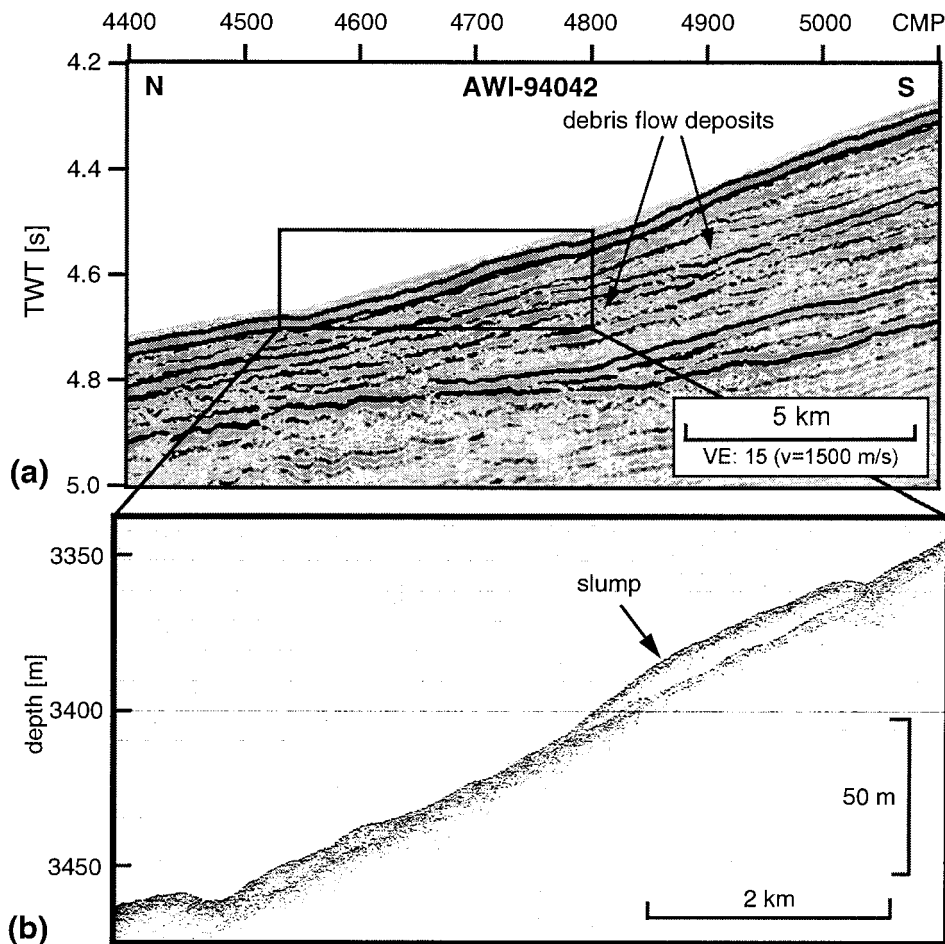 4400 4500 4600 4700 4800 4900 5000 CMP
4.2
N AWI-94042 S
debris flow deposits
4.4
TWT [s]
4.6
4.8
5 km
VE: 15 (v=1500 m/s)
(a)
5.0
3350
slump
depth [m]
3400
50 m
3450
2 km
(b)